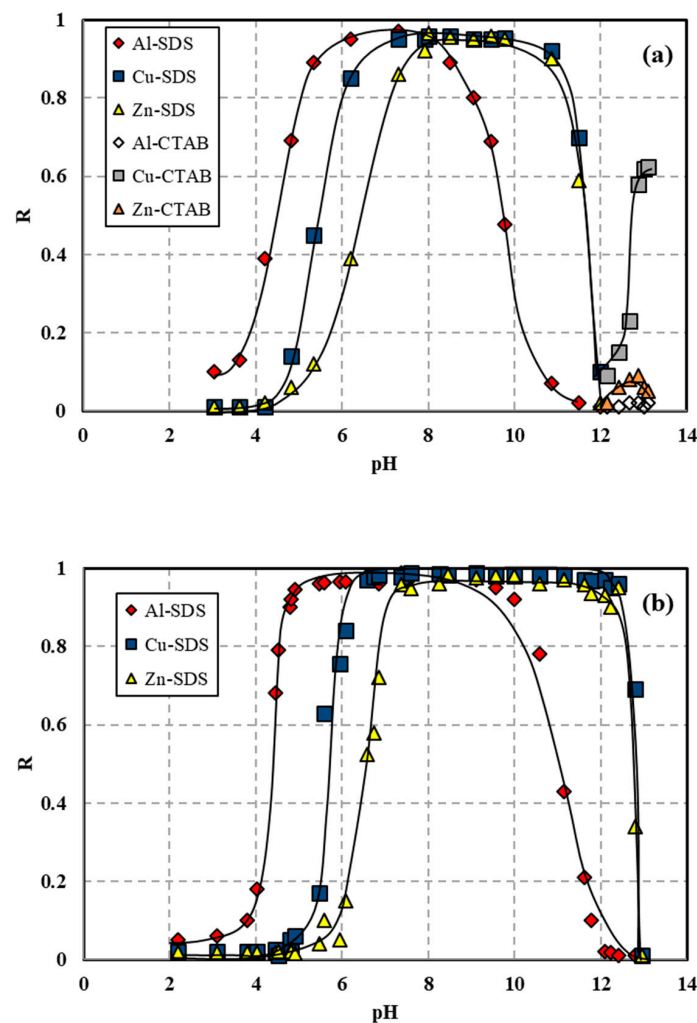 1
(a)
Al-SDS
Cu-SDS
0.8
Zn-SDS
Al-CTAB
0.6
Cu-CTAB
R
Zn-CTAB
0.4
0.2
0
0 2 4 6 8 10 12 14
pH
1
(b)
Al-SDS
0.8
Cu-SDS
Zn-SDS
0.6
R
0.4
0.2
0
0 2 4 6 8 10 12 14
pH